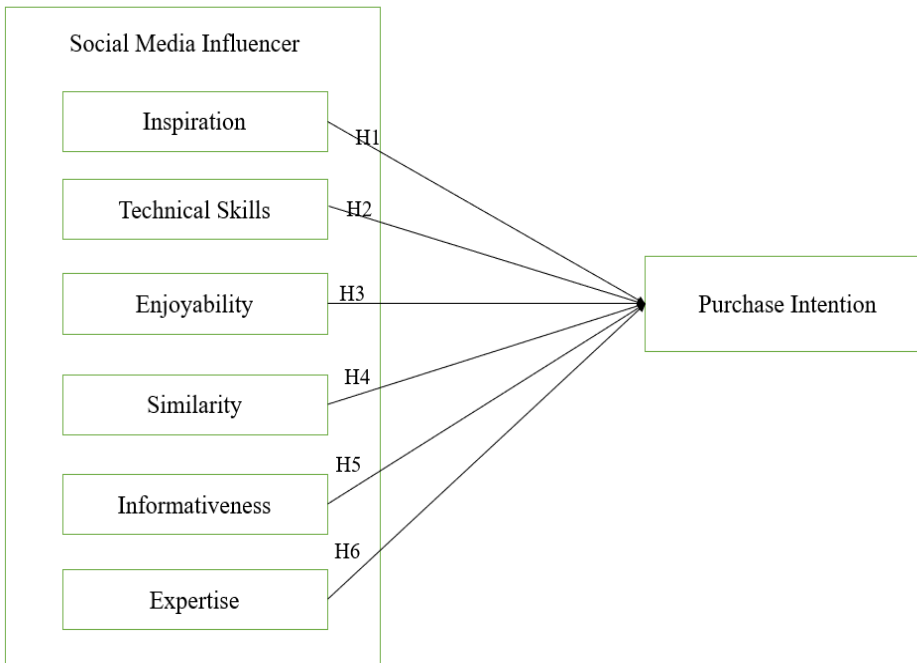 Social Media Influencer
Inspiration
H1
Technical Skills
H2
Enjoyability
H3
Purchase Intention
Similarity
H4
Informativeness
H5
Expertise
H6